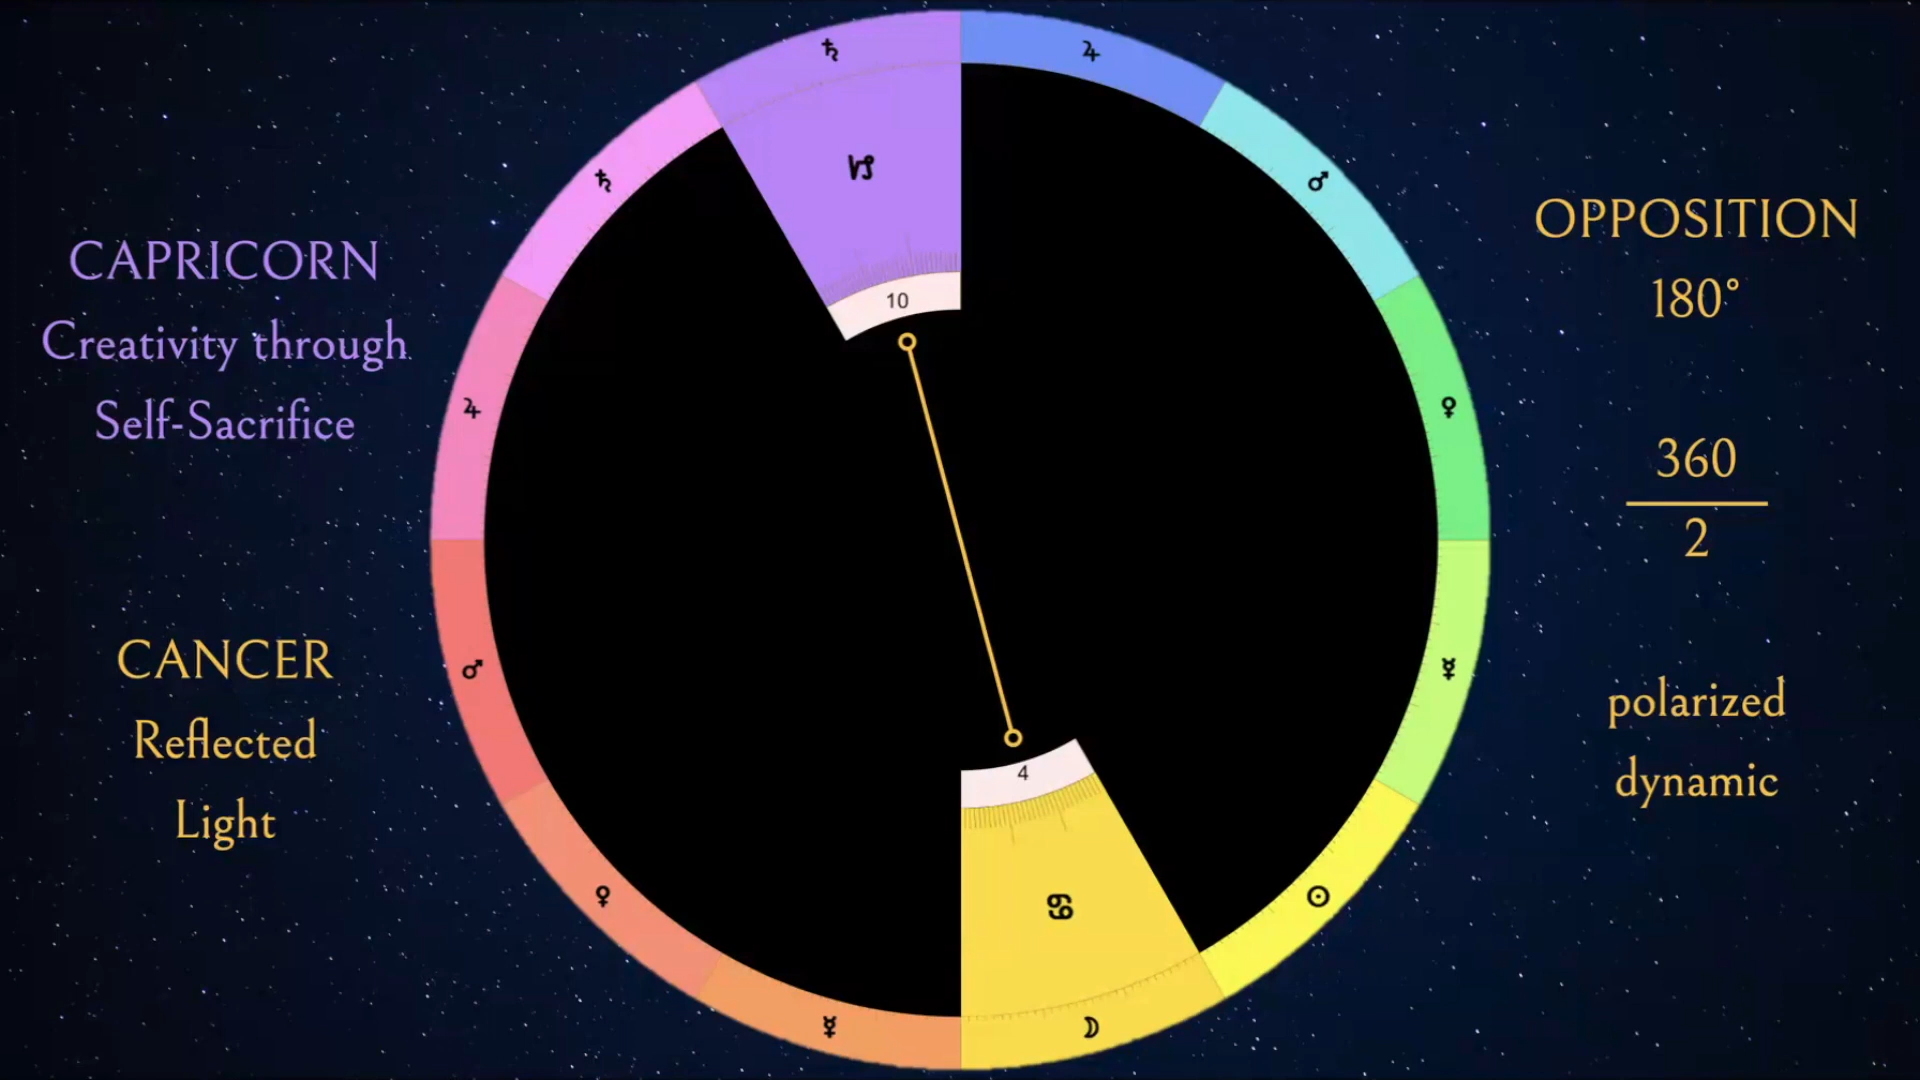 CAPRICORN
Creativity through
Self-Sacrifice
CANCER
Reflected
Light
♄
♃
♄
♂
♑
10
♃
♀
♂
☿
4
♀
☉
♋
☿
☽
OPPOSITION
180°
360
2
polarized
dynamic